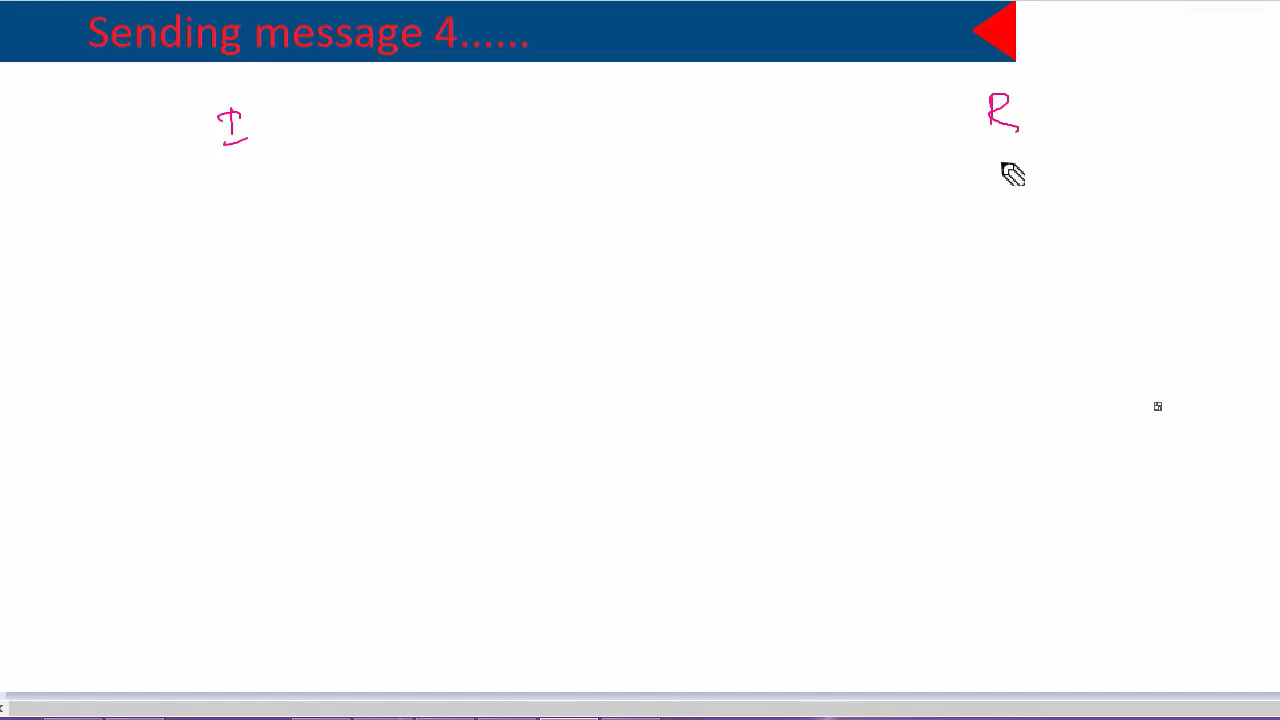 Sending message 4......
I R